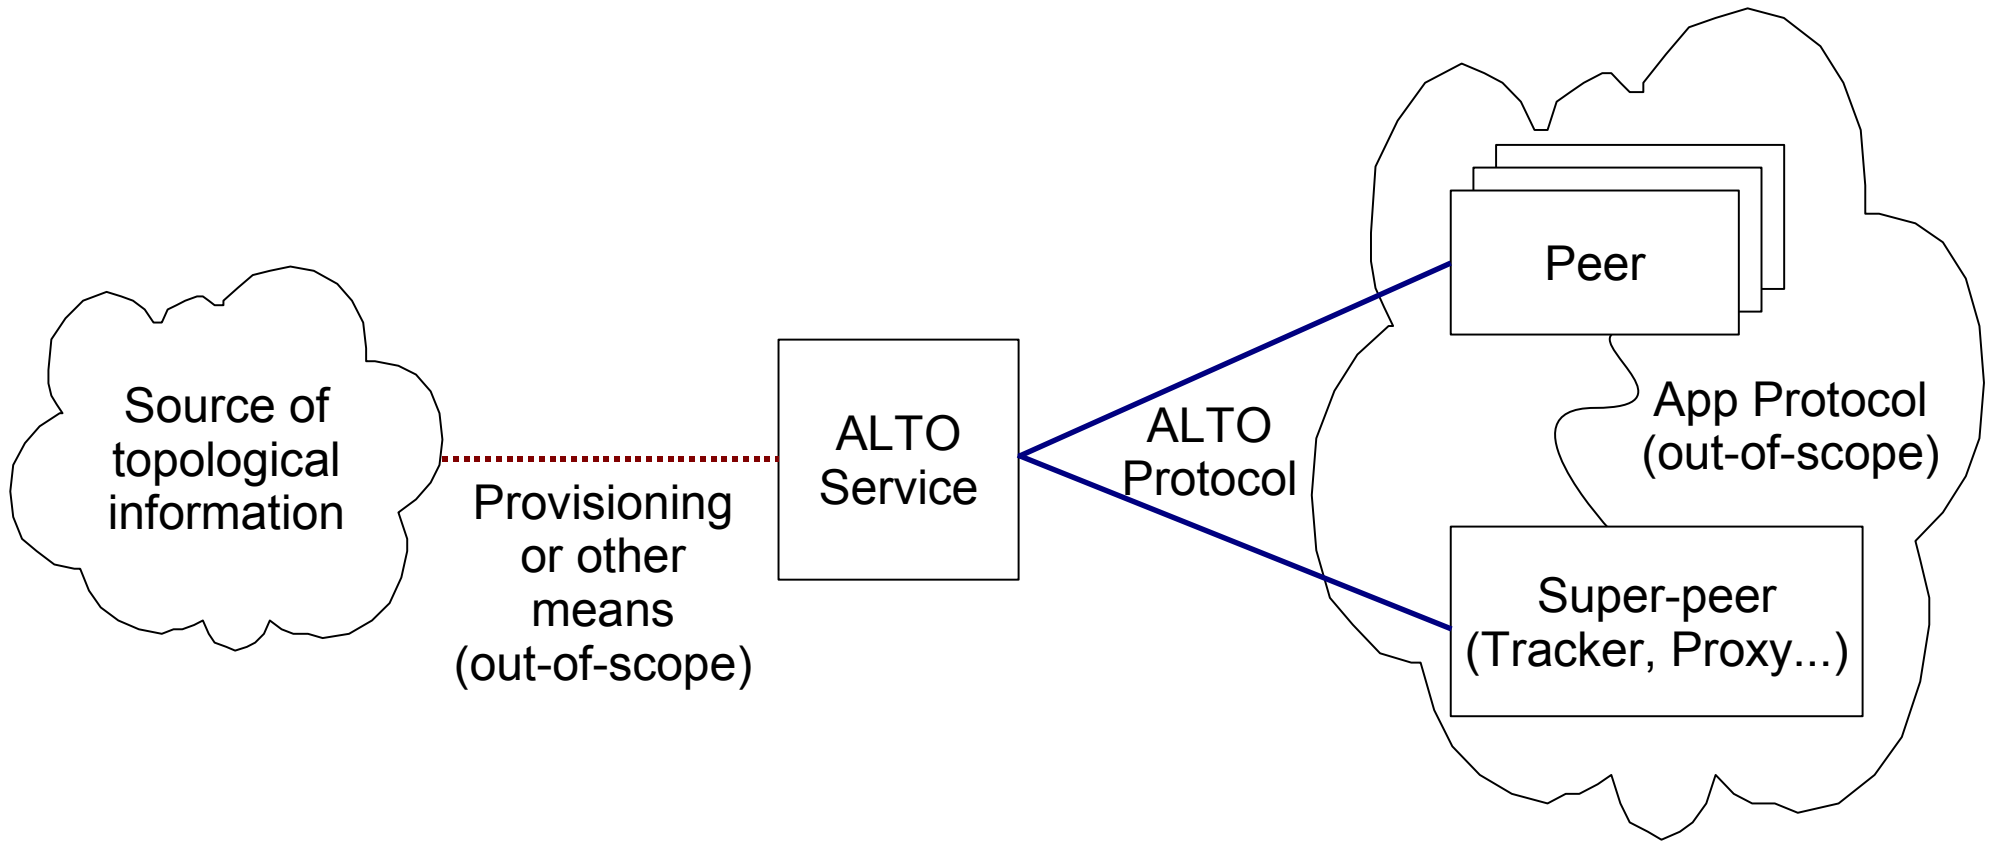 Source of
topological
information
Provisioning
or other
means
(out-of-scope)
ALTO
Service
ALTO
Protocol
Peer
App Protocol
(out-of-scope)
Super-peer
(Tracker, Proxy...)